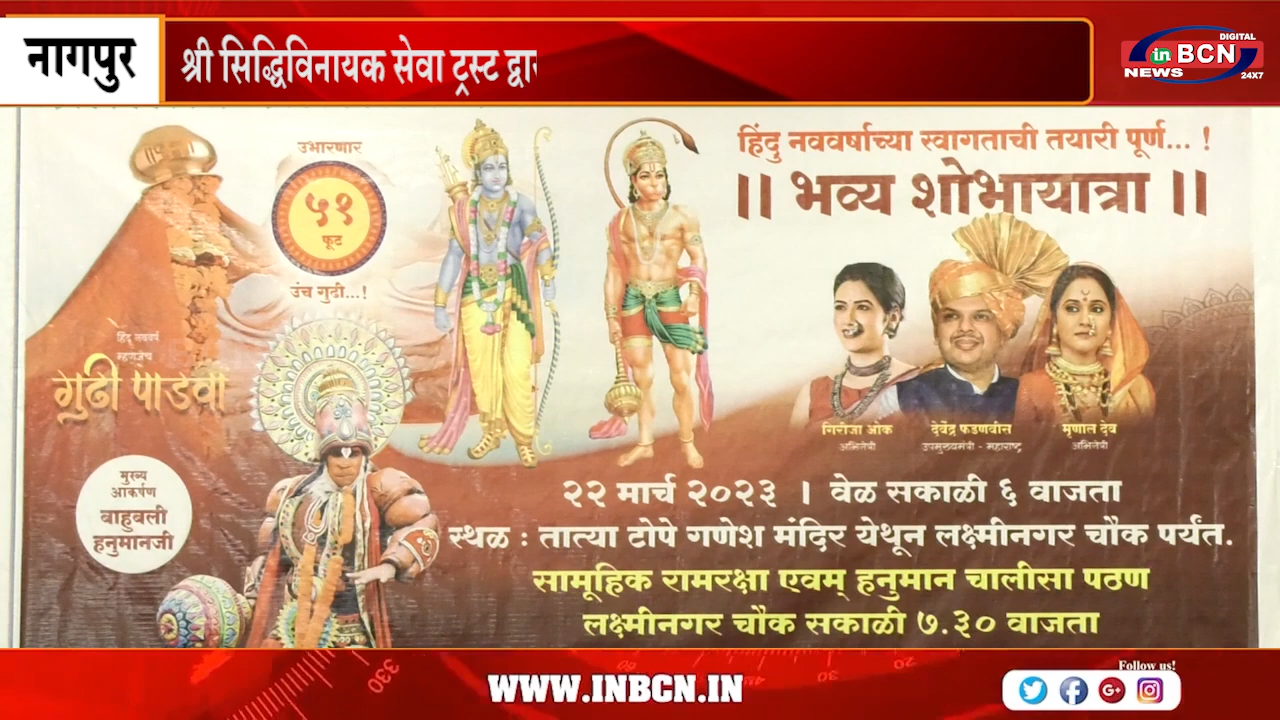 नागपुर
श्री सिद्धिविनायक सेवा ट्रस्ट द्वा
DIGITAL
in BCN
NEWS
24X7
उभारणार
५१
फूट
उंच गुढी...!
हिंदु नववर्ष
म्हणजेच
गुढी पाडवा
मुख्य
आकर्षण
बाहुबली
हनुमानजी
हिंदु नववर्षाच्या स्वागताची तयारी पूर्ण... !
|| भव्य शोभायात्रा ||
गिरीजा ओक
अभिनेत्री
देवेंद्र फडणवीस
उपमुख्यमंत्री - महाराष्ट्र
मृणाल देव
अभिनेत्री
२२ मार्च २०२३ । वेळ सकाळी ६ वाजता
स्थळ : तात्या टोपे गणेश मंदिर येथून लक्ष्मीनगर चौक पर्यंत.
सामूहिक रामरक्षा एवम् हनुमान चालीसा पठण
लक्ष्मीनगर चौक सकाळी ७.३० वाजता
WWW.INBCN.IN
Follow us!